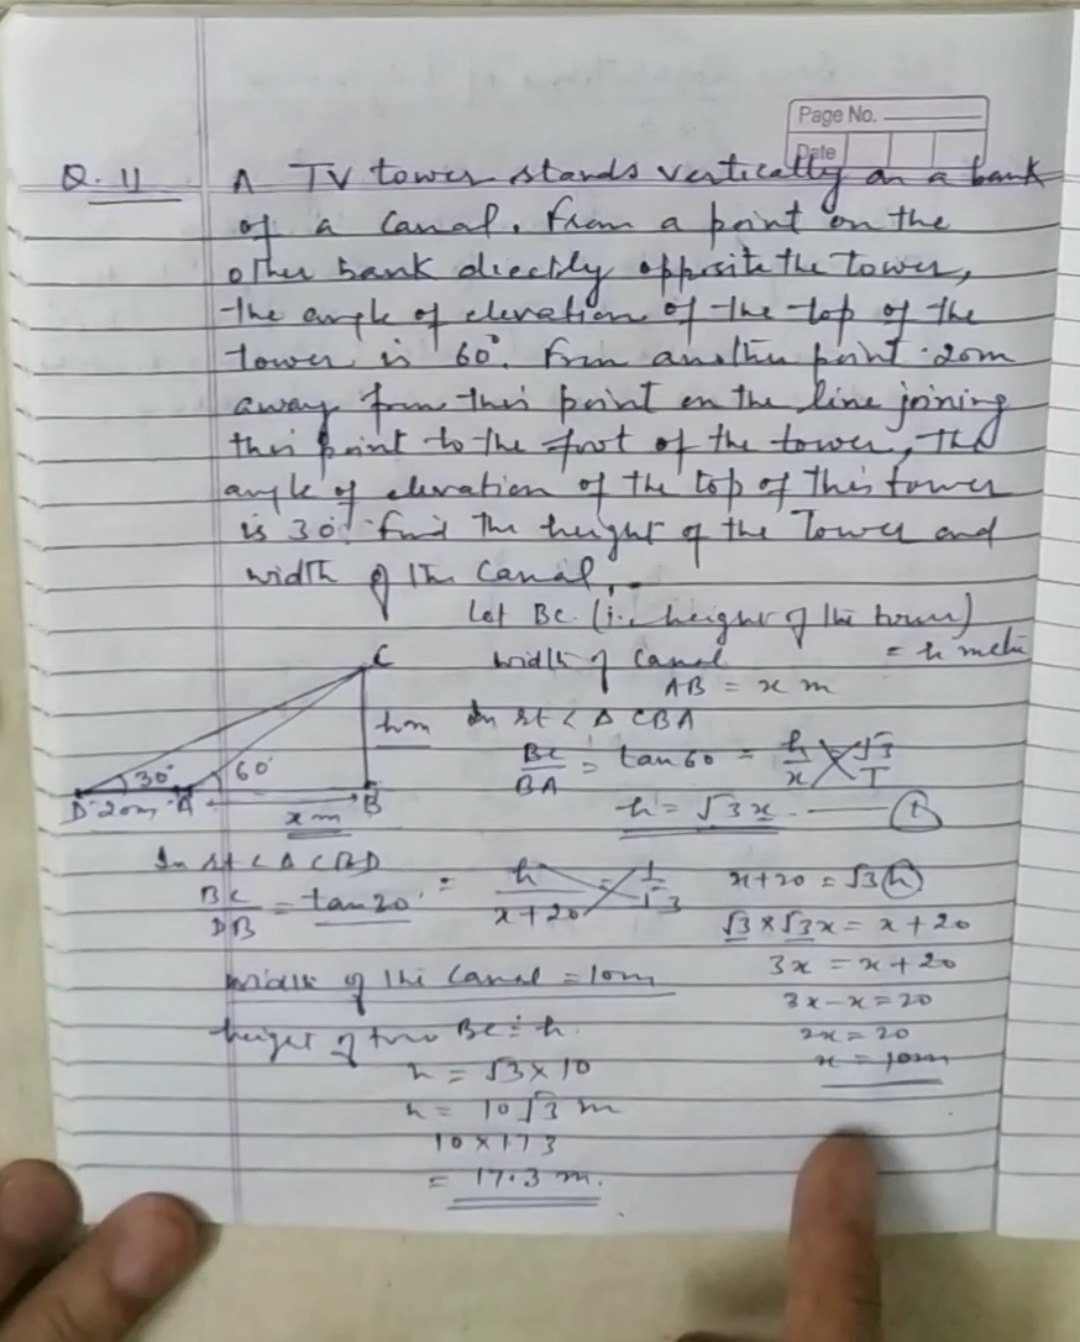 Page No.
Date
Q. 11 A TV tower stands vertically on a bank
of a canal. From a point on the
other bank directly opposite the tower,
the angle of elevation of the top of the
tower is 60°. From another point 20m
away from this point on the line joining
this point to the foot of the tower, the
angle of elevation of the top of this tower
is 30°. Find the height of the Tower and
width of the Canal.
Let BC (i.e height of the tower)
= h metre
width of Canal
AB = x m
In rt < Δ CBA
BC/BA = tan 60 = h/x √3/1
h = √3x — (1)
C
hm
30° 60°
D 20m A B
x m
In rt < Δ CBD
BC/DB = tan 30° = h/(x+20) = 1/√3
x+20 = √3 h
√3 × √3x = x + 20
3x = x + 20
3x - x = 20
2x = 20
x = 10m
width of the Canal = 10m
height of tower BC = h.
h = √3 × 10
h = 10√3 m
10 × 1.73
= 17.3 m.